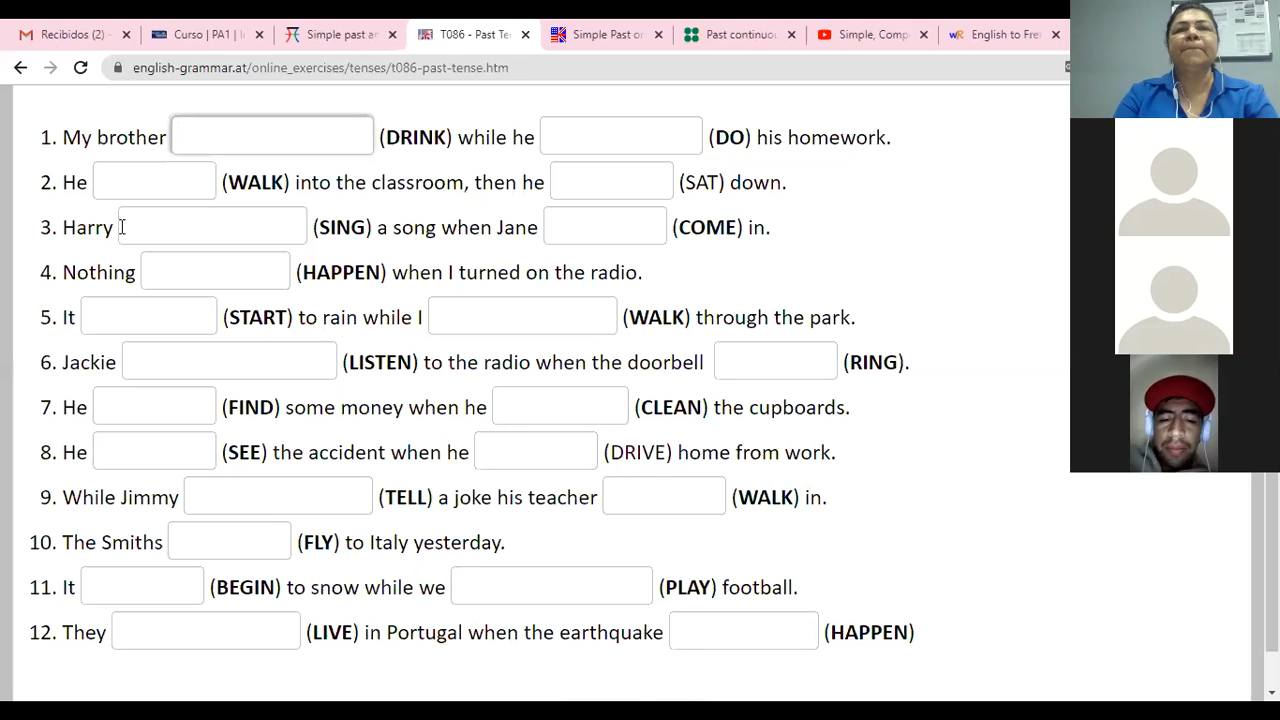 Recibidos (2) -
Curso | PA1 | lo
Simple past an
T086 - Past Te
Simple Past or
Past continuou
Simple, Comp
English to Fren
english-grammar.at/online_exercises/tenses/t086-past-tense.htm
1. My brother (DRINK) while he (DO) his homework.
2. He (WALK) into the classroom, then he (SAT) down.
3. Harry (SING) a song when Jane (COME) in.
4. Nothing (HAPPEN) when I turned on the radio.
5. It (START) to rain while I (WALK) through the park.
6. Jackie (LISTEN) to the radio when the doorbell (RING).
7. He (FIND) some money when he (CLEAN) the cupboards.
8. He (SEE) the accident when he (DRIVE) home from work.
9. While Jimmy (TELL) a joke his teacher (WALK) in.
10. The Smiths (FLY) to Italy yesterday.
11. It (BEGIN) to snow while we (PLAY) football.
12. They (LIVE) in Portugal when the earthquake (HAPPEN)